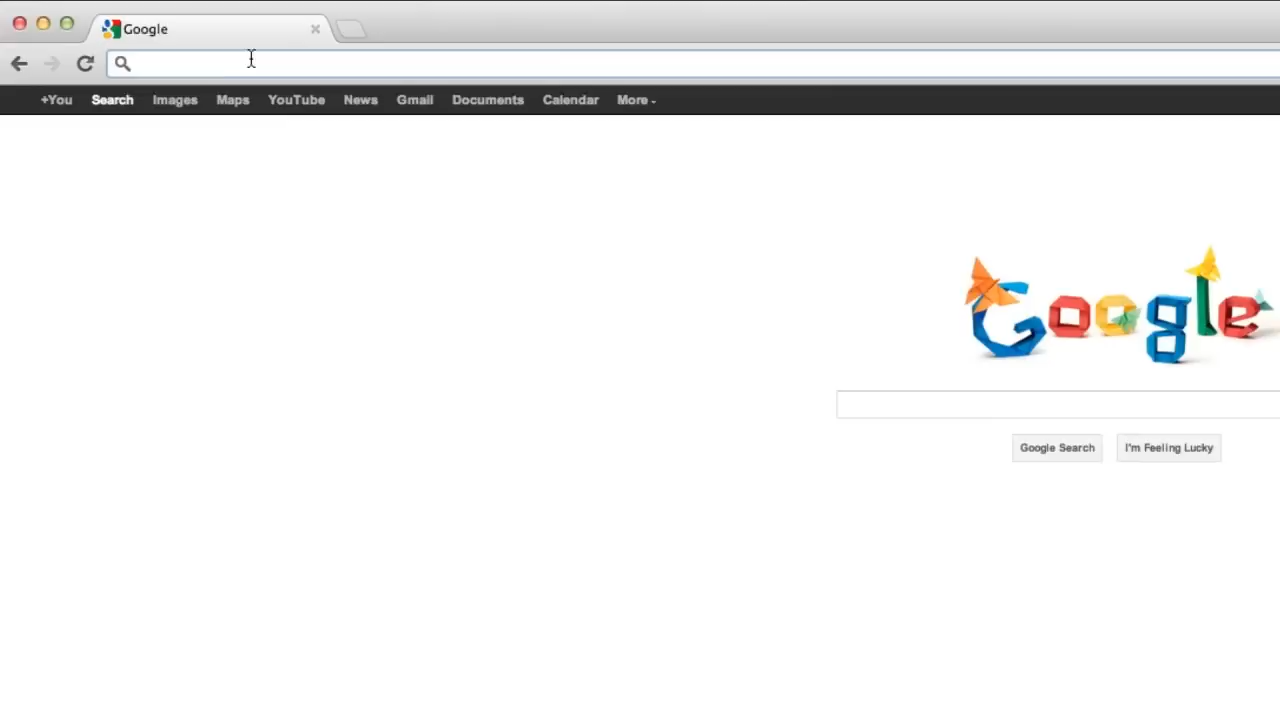 Google
+You Search Images Maps YouTube News Gmail Documents Calendar More
Google
Google Search I'm Feeling Lucky